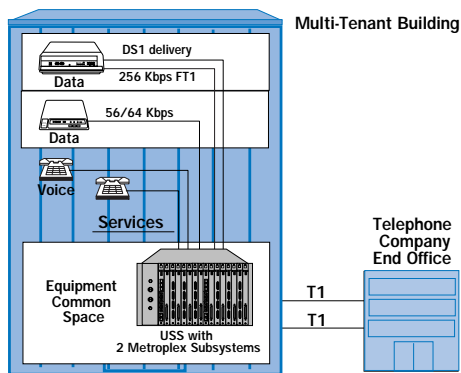 Multi-Tenant Building
DS1 delivery
Data
256 Kbps FT1
56/64 Kbps
Data
Voice
Services
Equipment
Common
Space
USS with
2 Metroplex Subsystems
T1
T1
Telephone
Company
End Office